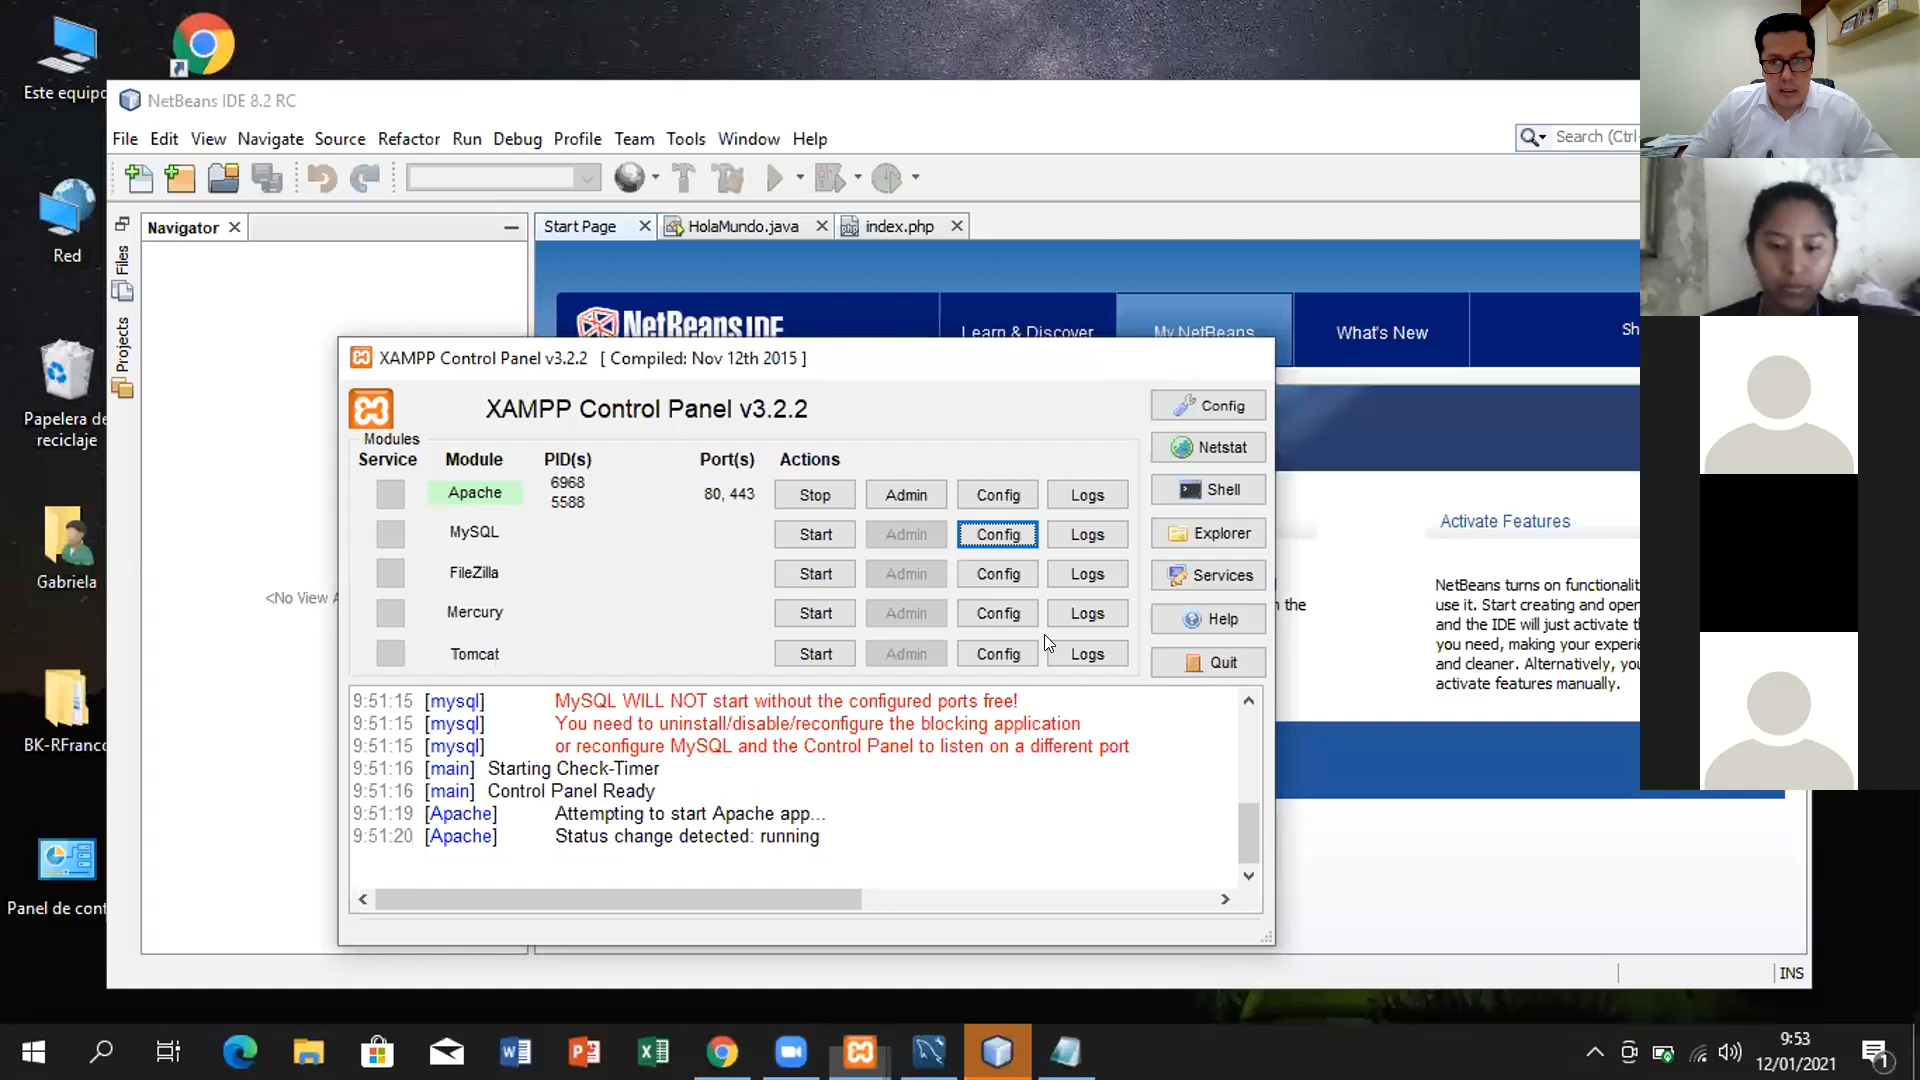 Este equipo
Red
Papelera de
reciclaje
Gabriela
BK-RFranco
Panel de cont
NetBeans IDE 8.2 RC
File Edit View Navigate Source Refactor Run Debug Profile Team Tools Window Help
Search (Ctrl
Files
Projects
Navigator
<No View A
Start Page
HolaMundo.java
index.php
NetBeans IDE
Learn & Discover
My NetBeans
What's New
Sh
Activate Features
NetBeans turns on functionalit
use it. Start creating and open
and the IDE will just activate th
you need, making your experie
and cleaner. Alternatively, you
activate features manually.
n the
INS
XAMPP Control Panel v3.2.2 [ Compiled: Nov 12th 2015 ]
XAMPP Control Panel v3.2.2
Modules
Service Module PID(s) Port(s) Actions
Apache 6968 5588 80, 443 Stop Admin Config Logs
MySQL Start Admin Config Logs
FileZilla Start Admin Config Logs
Mercury Start Admin Config Logs
Tomcat Start Admin Config Logs
Config
Netstat
Shell
Explorer
Services
Help
Quit
9:51:15 [mysql] MySQL WILL NOT start without the configured ports free!
9:51:15 [mysql] You need to uninstall/disable/reconfigure the blocking application
9:51:15 [mysql] or reconfigure MySQL and the Control Panel to listen on a different port
9:51:16 [main] Starting Check-Timer
9:51:16 [main] Control Panel Ready
9:51:19 [Apache] Attempting to start Apache app...
9:51:20 [Apache] Status change detected: running
9:53
12/01/2021
1